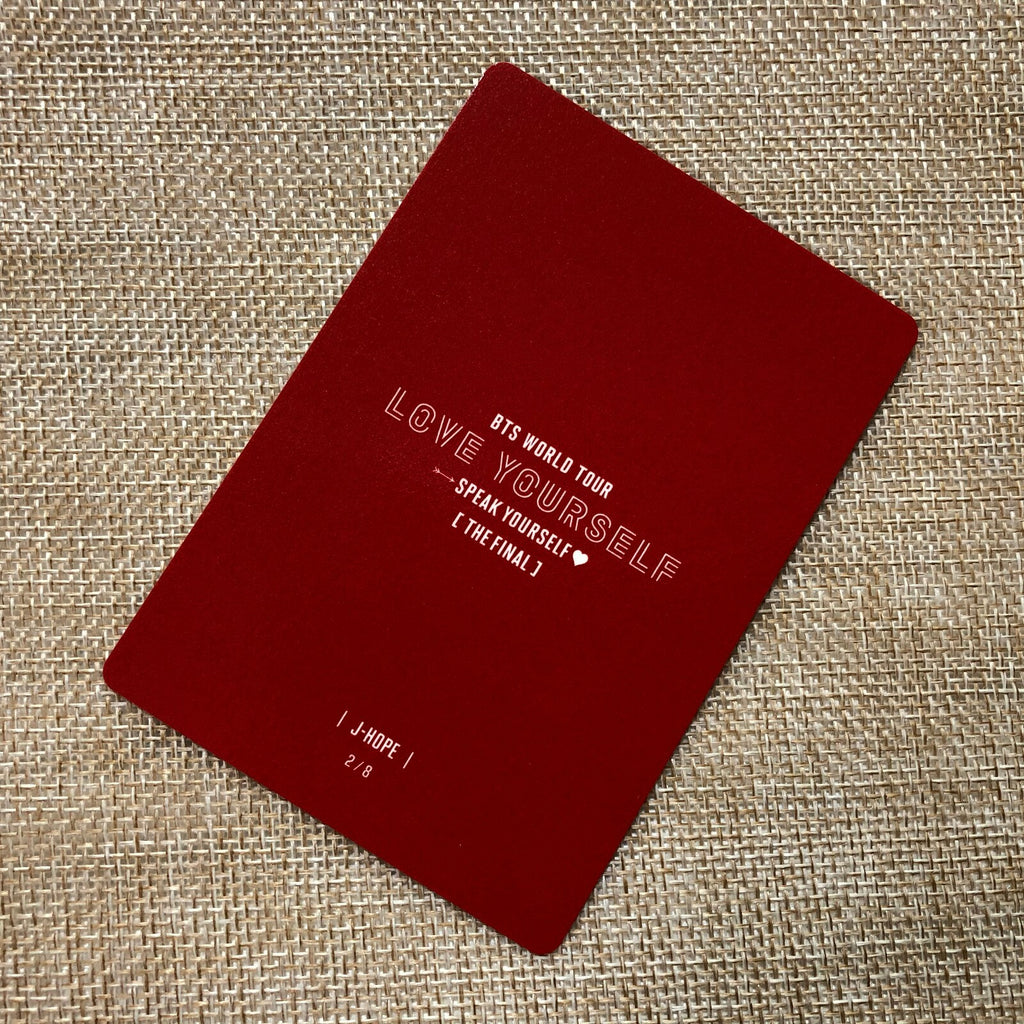 BTS WORLD TOUR
LOVE YOURSELF
SPEAK YOURSELF♥
[ THE FINAL ]
| J-HOPE |
2/8